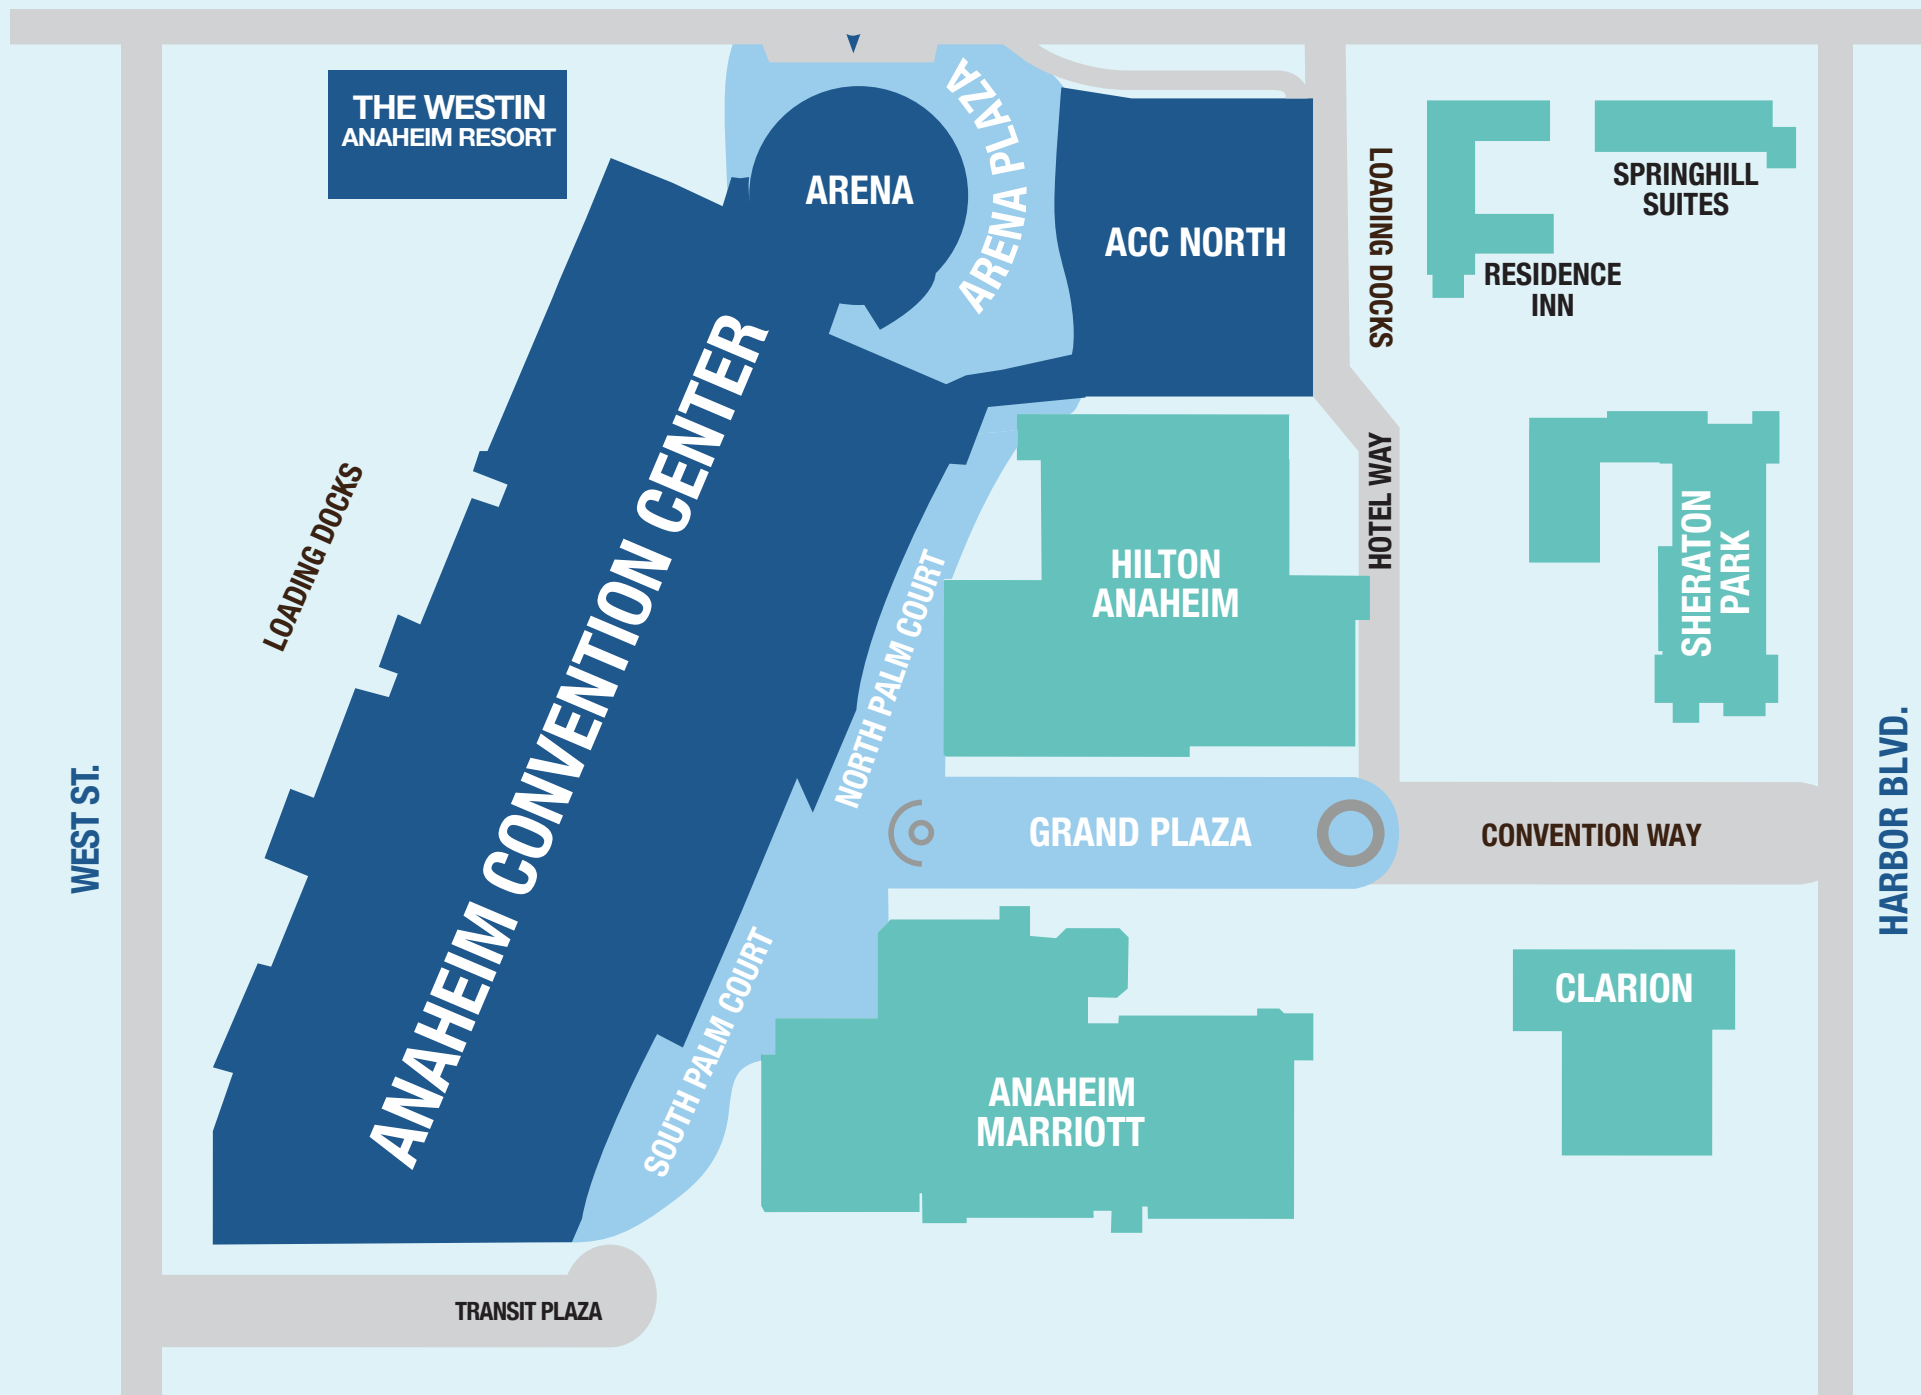 THE WESTIN
ANAHEIM RESORT
ARENA
ARENA PLAZA
ACC NORTH
LOADING DOCKS
SPRINGHILL
SUITES
RESIDENCE
INN
ANAHEIM CONVENTION CENTER
LOADING DOCKS
HOTEL WAY
HILTON
ANAHEIM
SHERATON
PARK
NORTH PALM COURT
WEST ST.
GRAND PLAZA
CONVENTION WAY
HARBOR BLVD.
SOUTH PALM COURT
CLARION
ANAHEIM
MARRIOTT
TRANSIT PLAZA